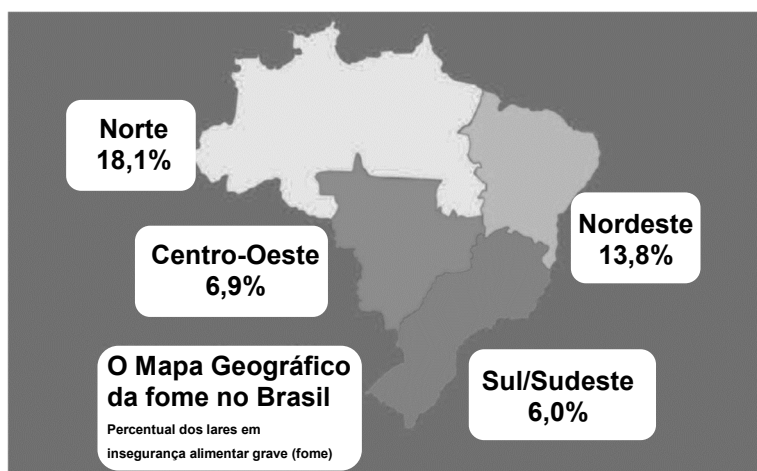 Norte
18,1%
Nordeste
13,8%
Centro-Oeste
6,9%
O Mapa Geográfico
da fome no Brasil
Percentual dos lares em
insegurança alimentar grave (fome)
Sul/Sudeste
6,0%